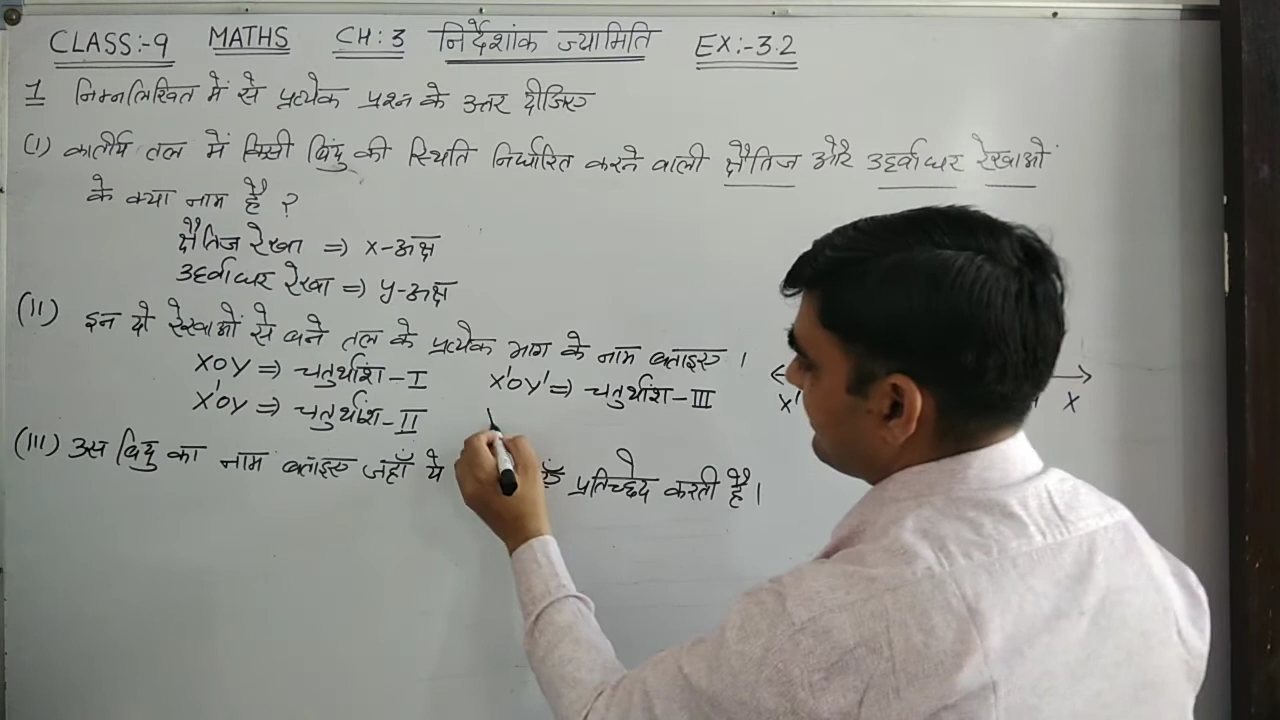 CLASS:-9 MATHS CH:3 निर्देशांक ज्यामिति EX:-3.2
1 निम्नलिखित में से प्रत्येक प्रश्न के उत्तर दीजिए
(I) कार्तीय तल में किसी बिंदु की स्थिति निर्धारित करने वाली क्षैतिज और उर्ध्वाधर रेखाओं
के क्या नाम है ?
क्षैतिज रेखा => x-अक्ष
उर्ध्वाधर रेखा => y-अक्ष
(II) इन दो रेखाओं से बने तल के प्रत्येक भाग के नाम बताइए ।
XOY => चतुर्थांश-I X'OY' => चतुर्थांश-III
X'OY => चतुर्थांश-II
X' X
(III) उस बिंदु का नाम बताइए जहाँ ये प्रतिच्छेद करती है ।